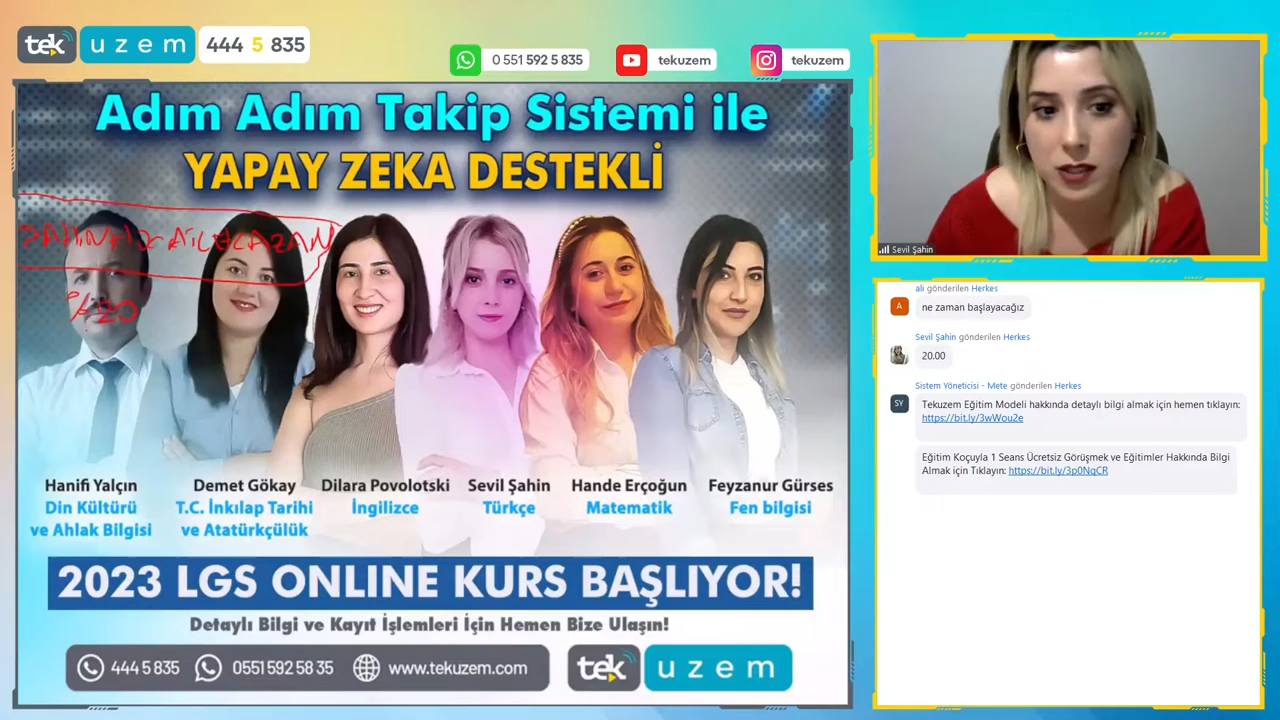 tek uzem 444 5 835
0 551 592 5 835
tekuzem
tekuzem
Adım Adım Takip Sistemi ile
YAPAY ZEKA DESTEKLİ
%20
Hanifi Yalçın
Din Kültürü
ve Ahlak Bilgisi
Demet Gökay
T.C. İnkılap Tarihi
ve Atatürkçülük
Dilara Povolotski
İngilizce
Sevil Şahin
Türkçe
Hande Erçoğun
Matematik
Feyzanur Gürses
Fen bilgisi
2023 LGS ONLINE KURS BAŞLIYOR!
Detaylı Bilgi ve Kayıt İşlemleri İçin Hemen Bize Ulaşın!
444 5 835 0551 592 58 35 www.tekuzem.com tek uzem
Sevil Şahin
ali gönderilen Herkes
A
ne zaman başlayacağız
Sevil Şahin gönderilen Herkes
20.00
Sistem Yöneticisi - Mete gönderilen Herkes
SY
Tekuzem Eğitim Modeli hakkında detaylı bilgi almak için hemen tıklayın:
https://bit.ly/3wWou2e
Eğitim Koçuyla 1 Seans Ücretsiz Görüşmek ve Eğitimler Hakkında Bilgi
Almak için Tıklayın: https://bit.ly/3p0NqCR